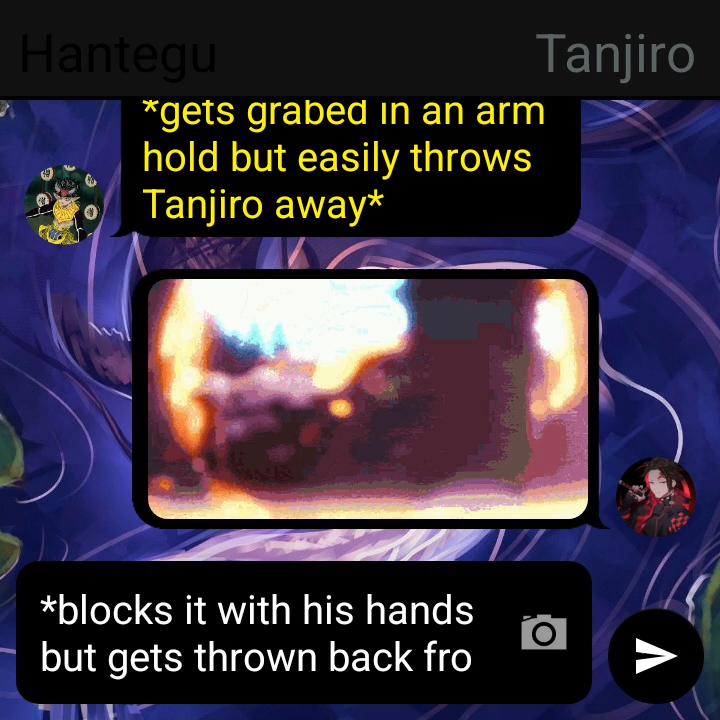 Hantegu
Tanjiro
*gets grabed in an arm
hold but easily throws
Tanjiro away*
*blocks it with his hands
but gets thrown back fro